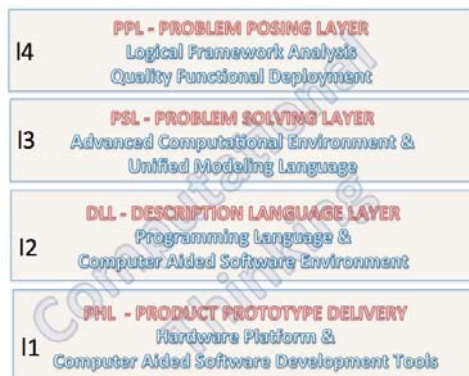 l4
PPL - PROBLEM POSING LAYER
Logical Framework Analysis
Quality Functional Deployment
l3
PSL - PROBLEM SOLVING LAYER
Advanced Computational Environment &
Unified Modeling Language
l2
DLL - DESCRIPTION LANGUAGE LAYER
Programming Language &
Computer Aided Software Environment
l1
PHL - PRODUCT PROTOTYPE DELIVERY
Hardware Platform &
Computer Aided Software Development Tools
Computational
Thinking